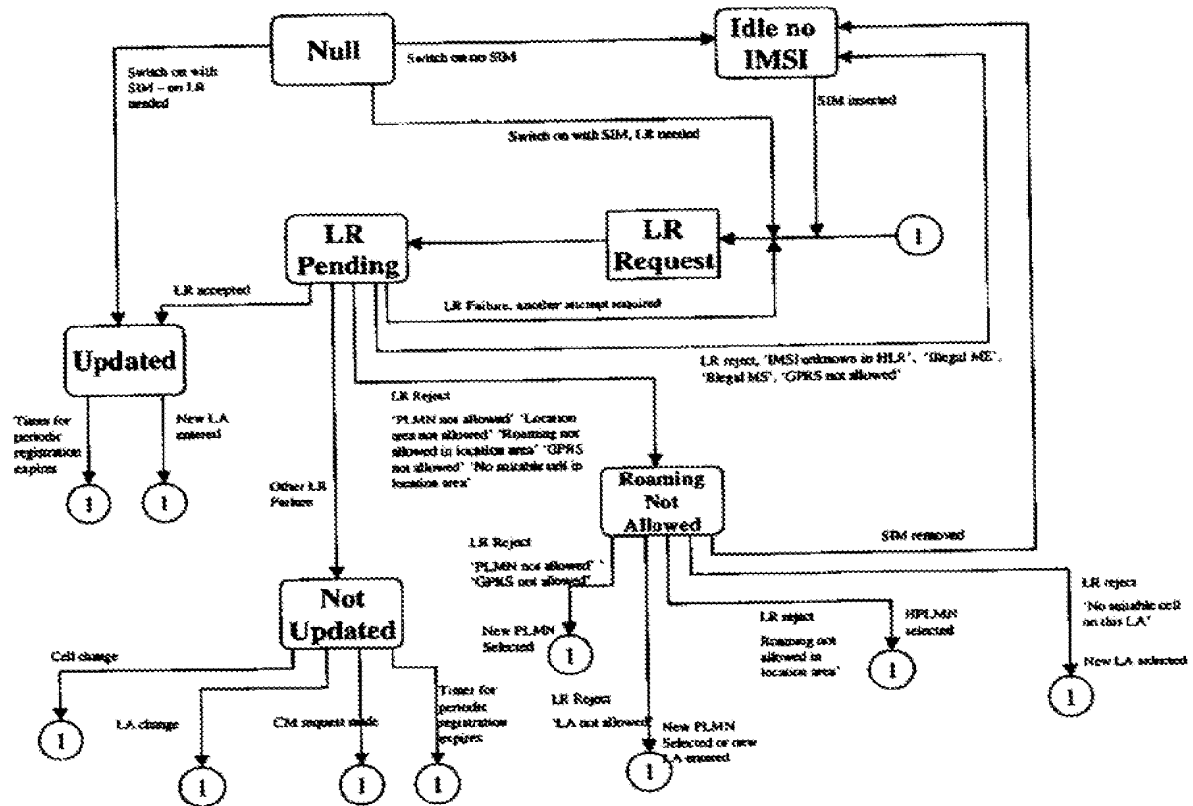 Null
Idle no
IMSI
Switch on no SIM
Switch on with
SIM – no LR
needed
SIM inserted
Switch on with SIM, LR needed
LR
Pending
LR
Request
1
LR accepted
LR Failure, another attempt required
Updated
LR reject, 'IMSI unknown in HLR', 'Illegal ME',
'Illegal MS', 'GPRS not allowed'
Times for
periodic
registration
expires
New LA
entered
LR Reject
'PLMN not allowed' 'Location
area not allowed' 'Roaming not
allowed in location area' 'GPRS
not allowed' 'No suitable cell in
location area'
1
1
Other LR
Failure
Roaming
Not
Allowed
SIM removed
LR Reject
'PLMN not allowed' '
'GPRS not allowed'
Not
Updated
New PLMN
Selected
1
LR reject
Roaming not
allowed in
location area'
HPLMN
selected
1
LR reject
'No suitable cell
on this LA'
New LA selected
1
Cell change
1
LA change
1
CM request made
1
Timer for
periodic
registration
expires
1
LR Reject
'LA not allowed'
New PLMN
Selected or new
LA entered
1